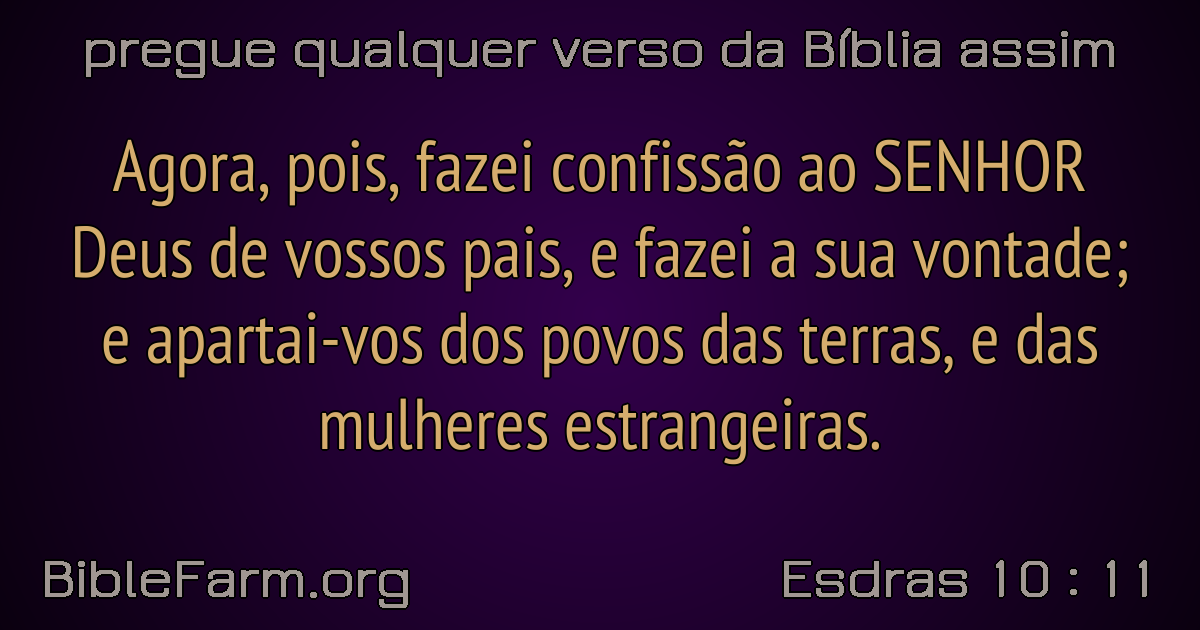 pregue qualquer verso da Bíblia assim
Agora, pois, fazei confissão ao SENHOR
Deus de vossos pais, e fazei a sua vontade;
e apartai-vos dos povos das terras, e das
mulheres estrangeiras.
BibleFarm.org
Esdras 10 : 11